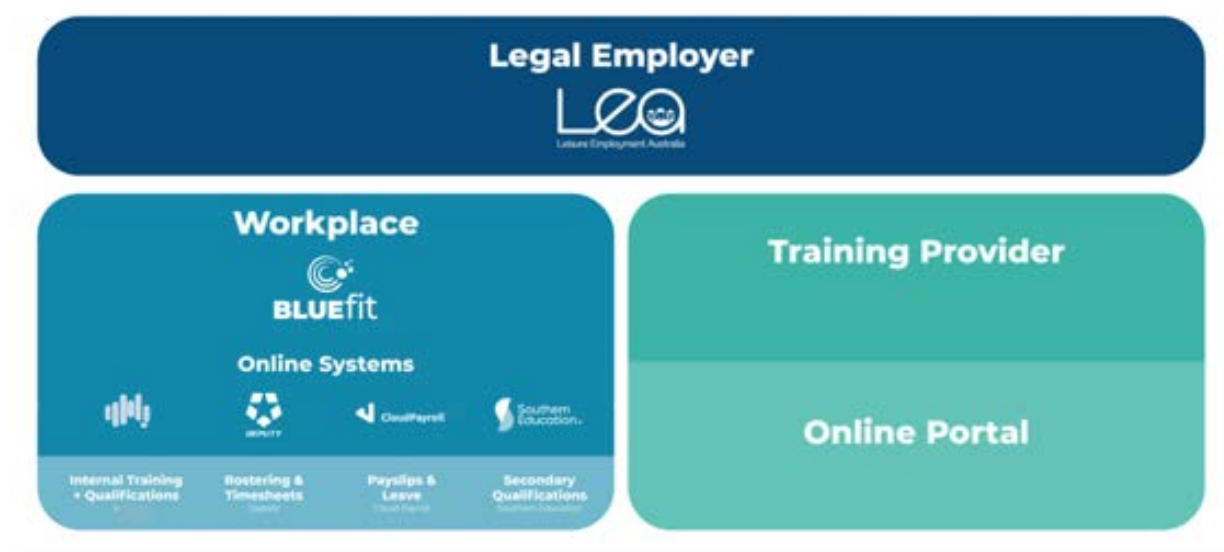 Legal Employer
Lea
Leisure Employment Australia
Workplace
BLUEfit
Online Systems
DEPUTY
CloudPayroll
Southern
Education
Internal Training
+ Qualifications
Rostering &
Timesheets
Deputy
Payslips &
Leave
Cloud Payroll
Secondary
Qualifications
Southern Education
Training Provider
Online Portal